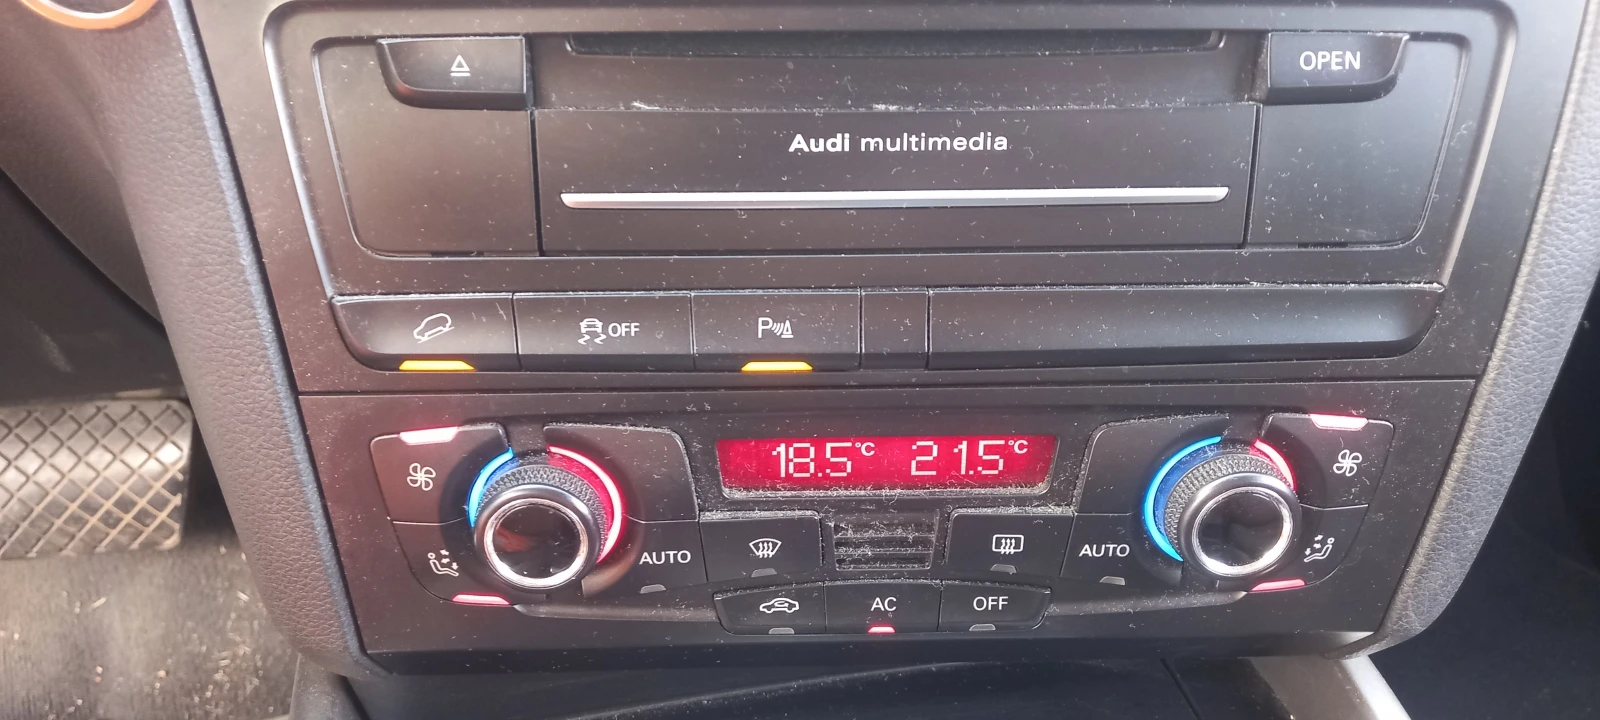 OPEN
Audi multimedia
OFF
P
18.5°C 21.5°C
AUTO
AUTO
AC
OFF